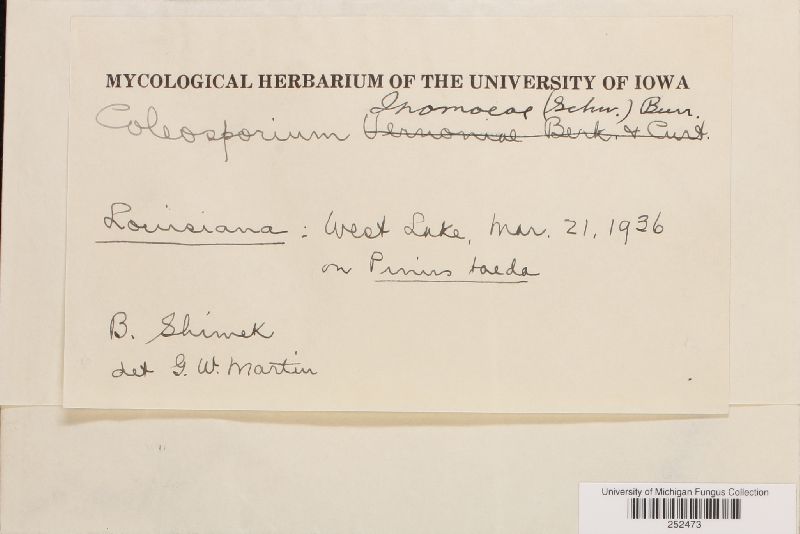 MYCOLOGICAL HERBARIUM OF THE UNIVERSITY OF IOWA
Ipomoeae (Schw.) Burr.
Coleosporium Vernoniae Berk. & Curt.
Louisiana : West Lake, Mar. 21, 1936
on Pinus taeda
B. Shimek
det G. W. Martin
University of Michigan Fungus Collection
252473